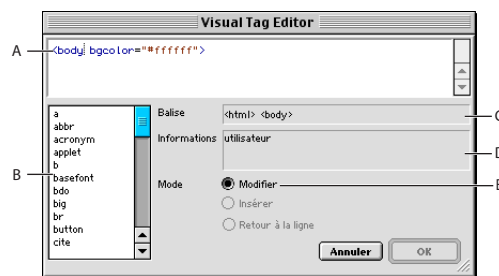 Visual Tag Editor
A
<body bgcolor="#ffffff">
a
abbr
acronym
applet
b
basefont
bdo
big
br
button
cite
B
Balise
<html> <body>
C
Informations
utilisateur
D
Mode
Modifier
E
Insérer
Retour à la ligne
Annuler
OK